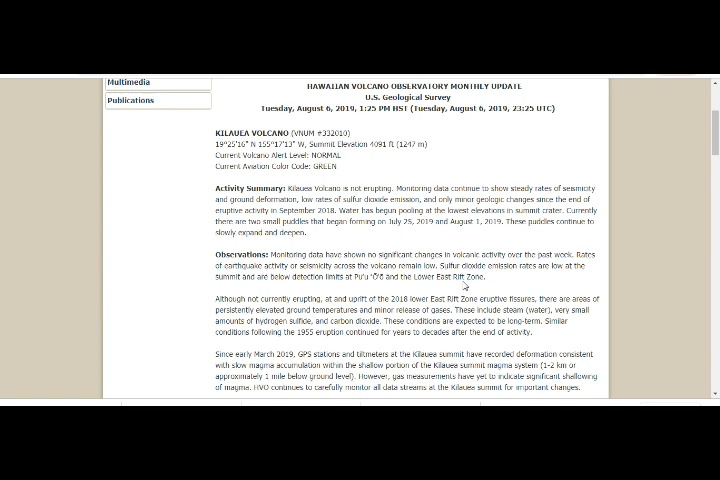 Multimedia
Publications
HAWAIIAN VOLCANO OBSERVATORY MONTHLY UPDATE
U.S. Geological Survey
Tuesday, August 6, 2019, 1:25 PM HST (Tuesday, August 6, 2019, 23:25 UTC)
KILAUEA VOLCANO (VNUM #332010)
19°25'16" N 155°17'13" W, Summit Elevation 4091 ft (1247 m)
Current Volcano Alert Level: NORMAL
Current Aviation Color Code: GREEN
Activity Summary: Kilauea Volcano is not erupting. Monitoring data continue to show steady rates of seismicity
and ground deformation, low rates of sulfur dioxide emission, and only minor geologic changes since the end of
eruptive activity in September 2018. Water has begun pooling at the lowest elevations in summit crater. Currently
there are two small puddles that began forming on July 25, 2019 and August 1, 2019. These puddles continue to
slowly expand and deepen.
Observations: Monitoring data have shown no significant changes in volcanic activity over the past week. Rates
of earthquake activity or seismicity across the volcano remain low. Sulfur dioxide emission rates are low at the
summit and are below detection limits at Puʻu ʻŌʻō and the Lower East Rift Zone.
Although not currently erupting, at and uprift of the 2018 lower East Rift Zone eruptive fissures, there are areas of
persistently elevated ground temperatures and minor release of gases. These include steam (water), very small
amounts of hydrogen sulfide, and carbon dioxide. These conditions are expected to be long-term. Similar
conditions following the 1955 eruption continued for years to decades after the end of activity.
Since early March 2019, GPS stations and tiltmeters at the Kilauea summit have recorded deformation consistent
with slow magma accumulation within the shallow portion of the Kilauea summit magma system (1-2 km or
approximately 1 mile below ground level). However, gas measurements have yet to indicate significant shallowing
of magma. HVO continues to carefully monitor all data streams at the Kilauea summit for important changes.